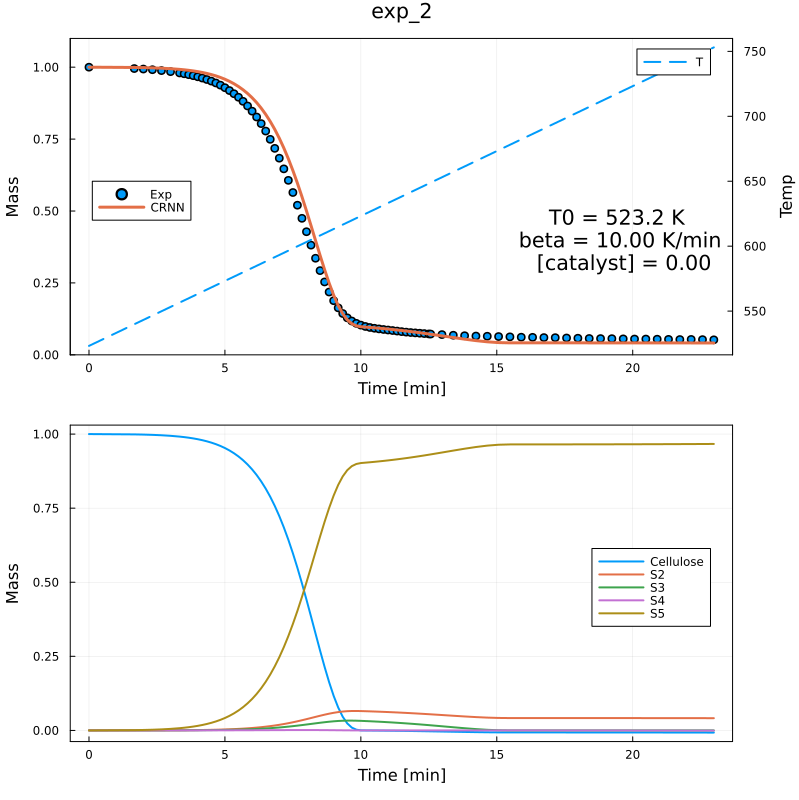 exp_2
1.00
0.75
0.50
0.25
0.00
Mass
0
5
10
15
20
Time [min]
750
700
650
600
550
Temp
T
Exp
CRNN
T0 = 523.2 K
beta = 10.00 K/min
[catalyst] = 0.00
1.00
0.75
0.50
0.25
0.00
Mass
0
5
10
15
20
Time [min]
Cellulose
S2
S3
S4
S5